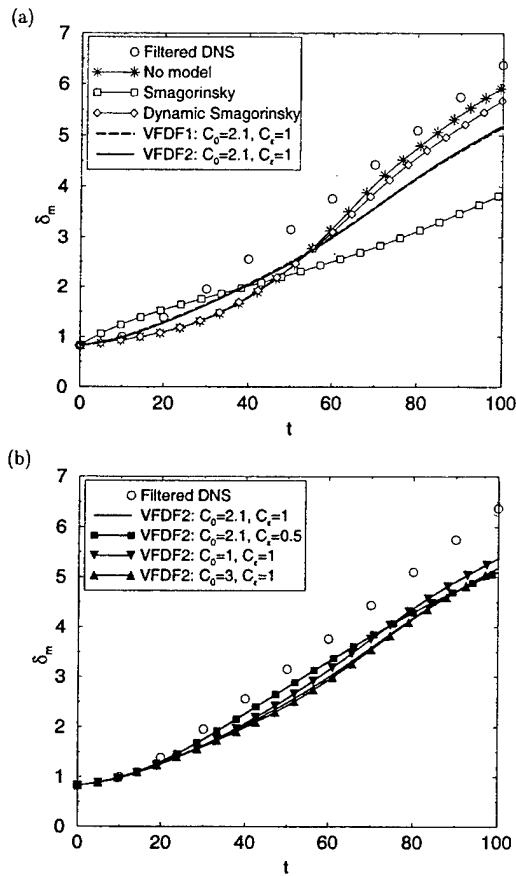 (a)
7
6
5
4
3
2
1
0
δm
Filtered DNS
No model
Smagorinsky
Dynamic Smagorinsky
VFDF1: C₀=2.1, Cε=1
VFDF2: C₀=2.1, Cε=1
0 20 40 60 80 100
t
(b)
7
6
5
4
3
2
1
0
δm
Filtered DNS
VFDF2: C₀=2.1, Cε=1
VFDF2: C₀=2.1, Cε=0.5
VFDF2: C₀=1, Cε=1
VFDF2: C₀=3, Cε=1
0 20 40 60 80 100
t